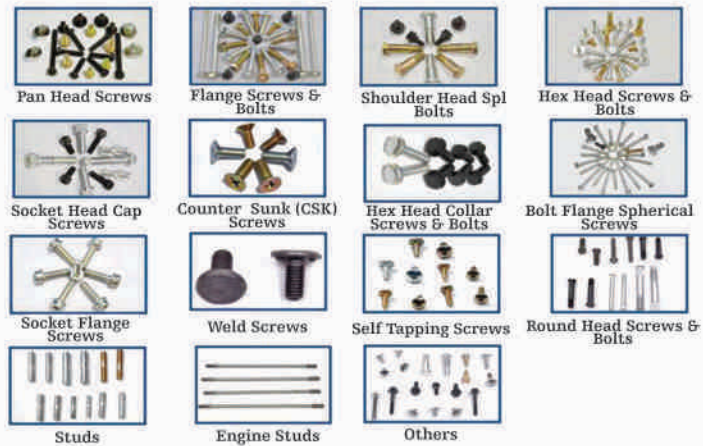 Pan Head Screws
Flange Screws &
Bolts
Shoulder Head Spl
Bolts
Hex Head Screws &
Bolts
Socket Head Cap
Screws
Counter Sunk (CSK)
Screws
Hex Head Collar
Screws & Bolts
Bolt Flange Spherical
Screws
Socket Flange
Screws
Weld Screws
Self Tapping Screws
Round Head Screws &
Bolts
Studs
Engine Studs
Others